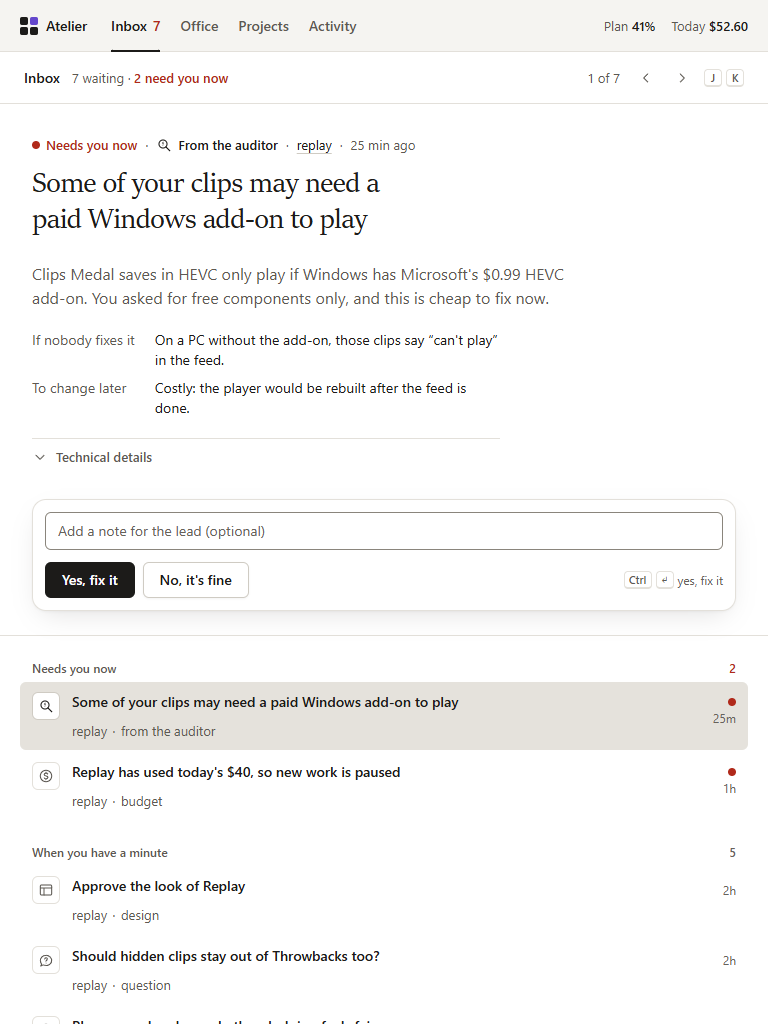 Atelier Inbox 7 Office Projects Activity Plan 41% Today $52.60
Inbox 7 waiting · 2 need you now 1 of 7 J K
Needs you now · From the auditor · replay · 25 min ago
Some of your clips may need a
paid Windows add-on to play
Clips Medal saves in HEVC only play if Windows has Microsoft's $0.99 HEVC
add-on. You asked for free components only, and this is cheap to fix now.
If nobody fixes it On a PC without the add-on, those clips say “can't play”
in the feed.
To change later Costly: the player would be rebuilt after the feed is
done.
Technical details
Add a note for the lead (optional)
Yes, fix it No, it's fine Ctrl ↵ yes, fix it
Needs you now 2
Some of your clips may need a paid Windows add-on to play
25m
replay · from the auditor
Replay has used today's $40, so new work is paused
1h
replay · budget
When you have a minute 5
Approve the look of Replay 2h
replay · design
Should hidden clips stay out of Throwbacks too? 2h
replay · question